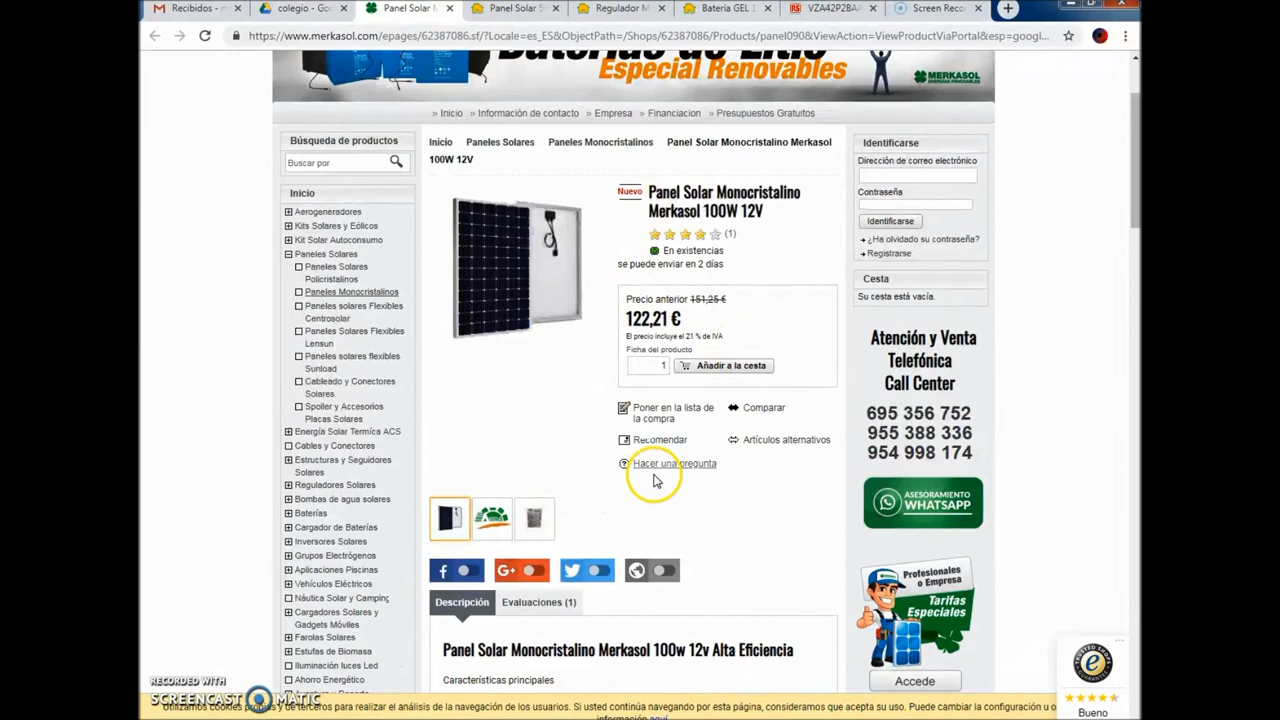 Recibidos - m
colegio - Goo
Panel Solar M
Panel Solar 5
Regulador M
Batería GEL 1
VZA42P2BA
Screen Reco
https://www.merkasol.com/epages/62387086.sf/?Locale=es_ES&ObjectPath=/Shops/62387086/Products/panel090&ViewAction=ViewProductViaPortal&esp=googl...
Baterías de Litio
Especial Renovables
MERKASOL
» Inicio » Información de contacto » Empresa » Financiacion » Presupuestos Gratuitos
Búsqueda de productos
Buscar por
Inicio
Aerogeneradores
Kits Solares y Eólicos
Kit Solar Autoconsumo
Paneles Solares
Paneles Solares
Policristalinos
Paneles Monocristalinos
Paneles solares Flexibles
Centrosolar
Paneles Solares Flexibles
Lensun
Paneles solares flexibles
Sunload
Cableado y Conectores
Solares
Spoiler y Accesorios
Placas Solares
Energía Solar Termíca ACS
Cables y Conectores
Estructuras y Seguidores
Solares
Reguladores Solares
Bombas de agua solares
Baterías
Cargador de Baterías
Inversores Solares
Grupos Electrógenos
Aplicaciones Piscinas
Vehículos Eléctricos
Náutica Solar y Camping
Cargadores Solares y
Gadgets Móviles
Farolas Solares
Estufas de Biomasa
Iluminación luces Led
Ahorro Energético
Inicio Paneles Solares Paneles Monocristalinos Panel Solar Monocristalino Merkasol
100W 12V
Nuevo
Panel Solar Monocristalino
Merkasol 100W 12V
(1)
En existencias
se puede enviar en 2 días
Precio anterior 151,25 €
122,21 €
El precio incluye el 21 % de IVA
Ficha del producto
1 Añadir a la cesta
Poner en la lista de
la compra
Comparar
Recomendar
Artículos alternativos
Hacer una pregunta
f G+
Descripción Evaluaciones (1)
Panel Solar Monocristalino Merkasol 100w 12v Alta Eficiencia
Características principales
Identificarse
Dirección de correo electrónico
Contraseña
Identificarse
¿Ha olvidado su contraseña?
Registrarse
Cesta
Su cesta está vacía.
Atención y Venta
Telefónica
Call Center
695 356 752
955 388 336
954 998 174
ASESORAMIENTO
WHATSAPP
Profesionales
o Empresa
Tarifas
Especiales
Accede
TRUSTED SHOPS
GUARANTEE
Bueno
RECORDED WITH
SCREENCAST MATIC
Utilizamos cookies propias y de terceros para realizar el análisis de la navegación de los usuarios. Si usted continúa navegando por esta página, consideramos que acepta su uso. Puede cambiar la configuración u o
información aquí